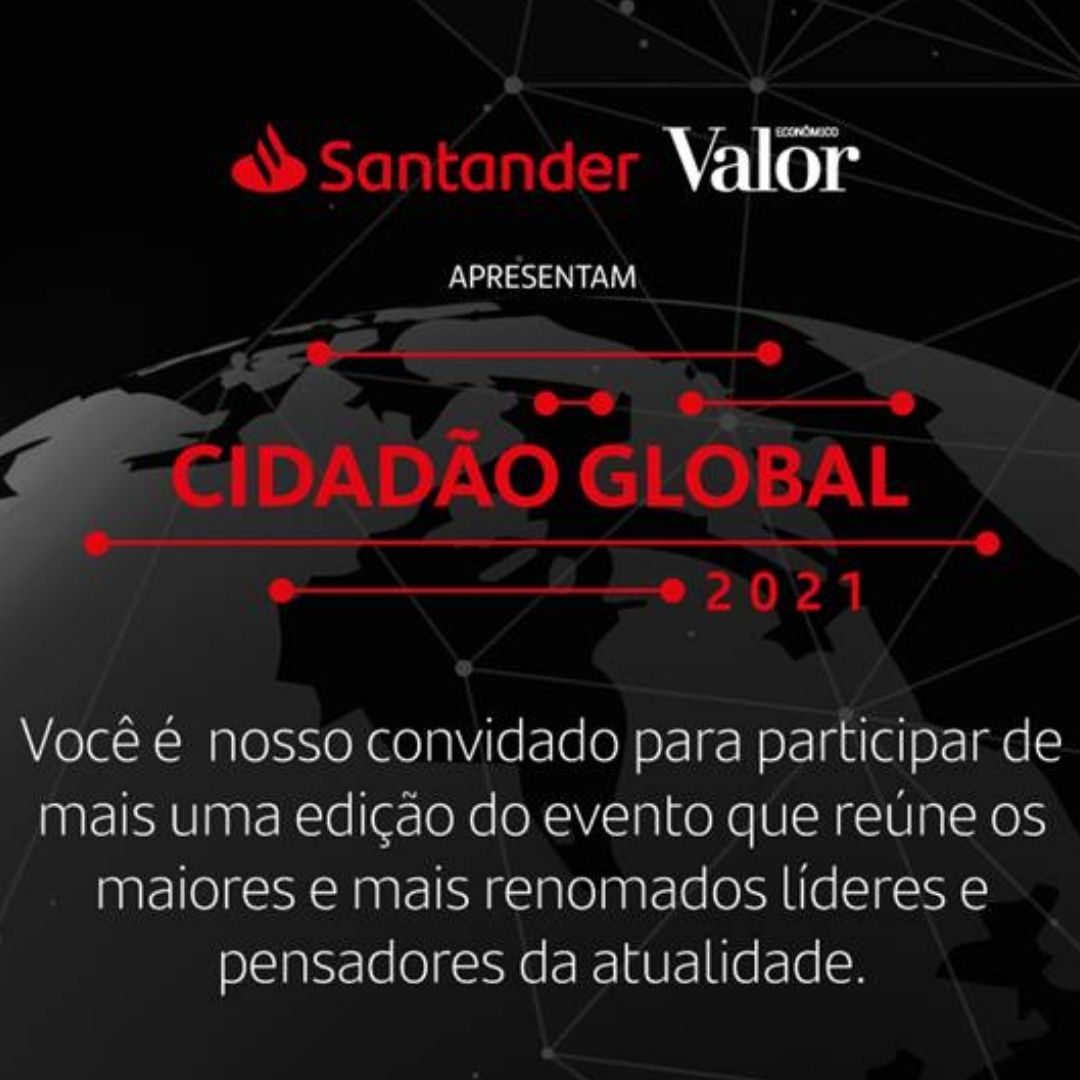 Santander Valor ECONÔMICO
APRESENTAM
CIDADÃO GLOBAL
2021
Você é nosso convidado para participar de
mais uma edição do evento que reúne os
maiores e mais renomados líderes e
pensadores da atualidade.